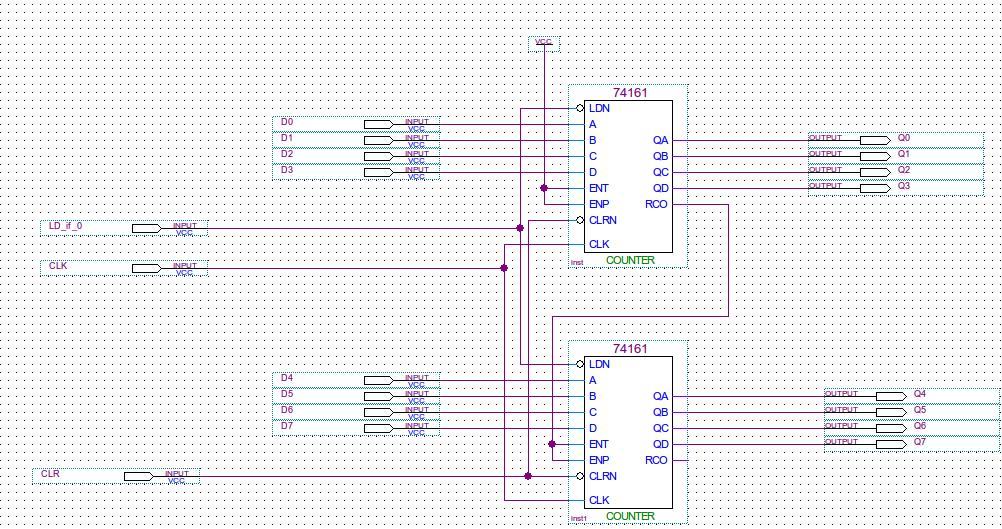 VCC
74161
LDN
D0 INPUT VCC A
D1 INPUT VCC B QA OUTPUT Q0
D2 INPUT VCC C QB OUTPUT Q1
D3 INPUT VCC D QC OUTPUT Q2
ENT QD OUTPUT Q3
ENP RCO
LD_if_0 INPUT VCC CLRN
CLK INPUT VCC CLK
inst COUNTER
74161
LDN
D4 INPUT VCC A
D5 INPUT VCC B QA OUTPUT Q4
D6 INPUT VCC C QB OUTPUT Q5
D7 INPUT VCC D QC OUTPUT Q6
ENT QD OUTPUT Q7
ENP RCO
CLR INPUT VCC CLRN
CLK
inst1 COUNTER